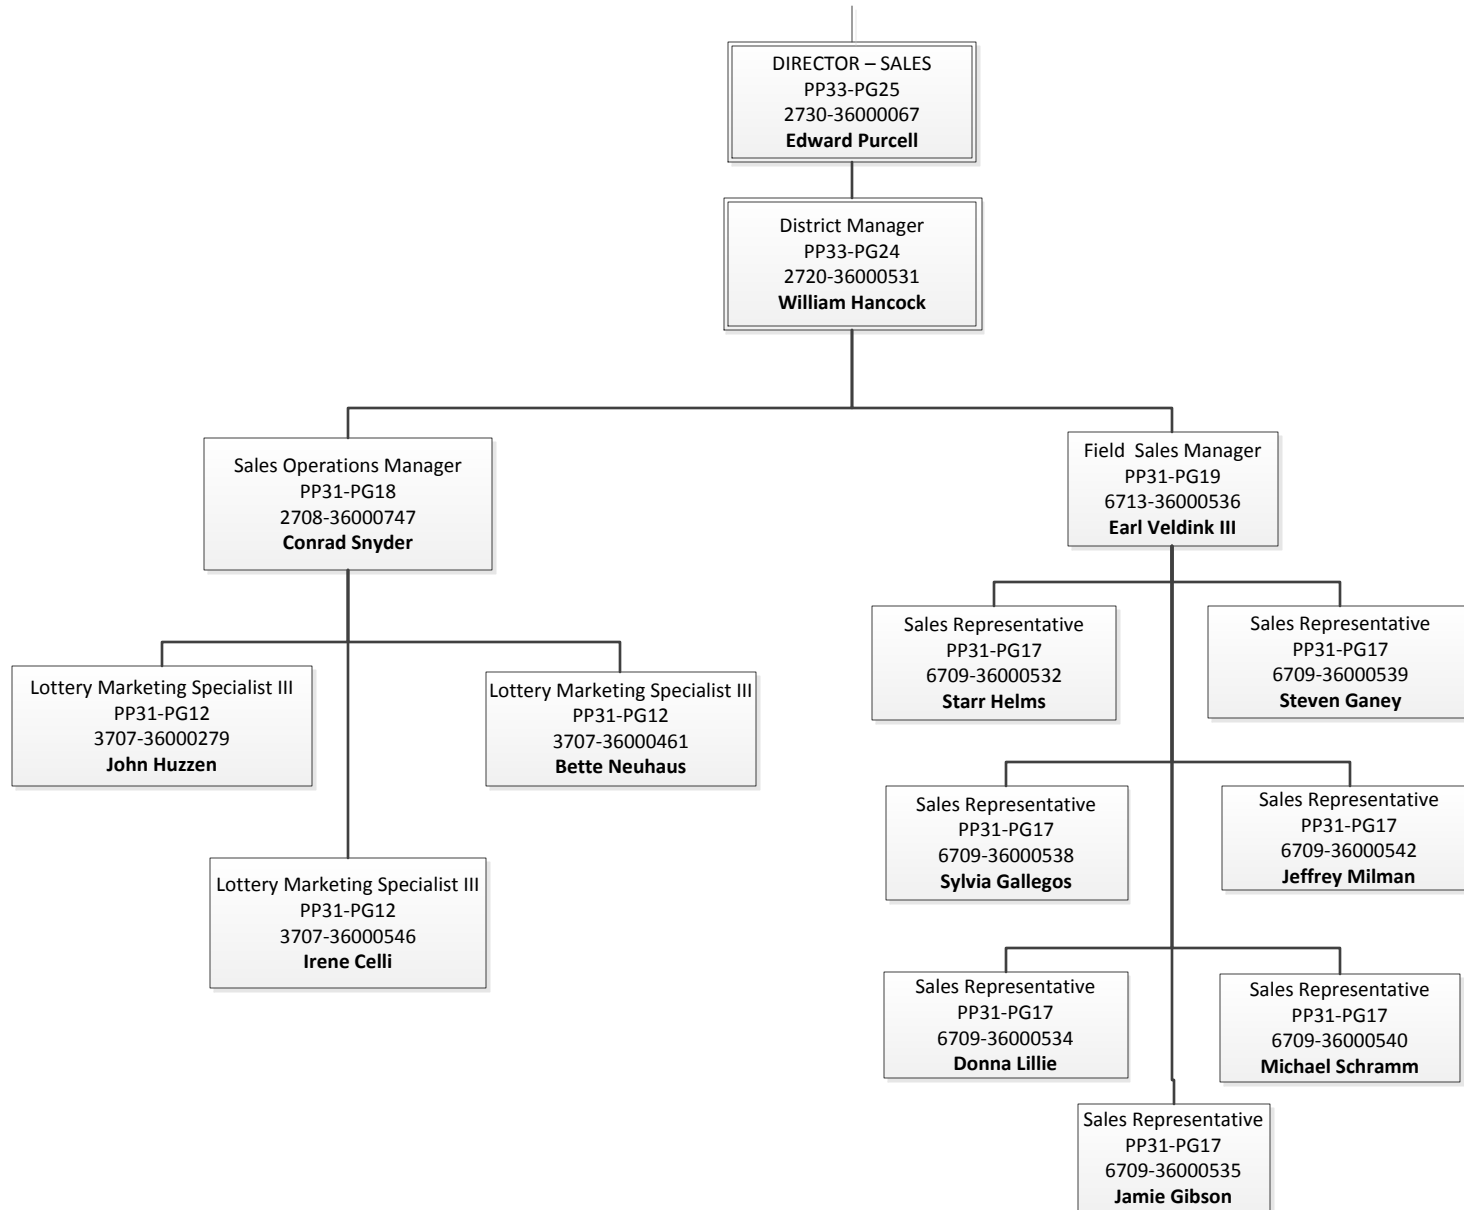 DIRECTOR – SALES
PP33-PG25
2730-36000067
Edward Purcell
District Manager
PP33-PG24
2720-36000531
William Hancock
Sales Operations Manager
PP31-PG18
2708-36000747
Conrad Snyder
Field  Sales Manager
PP31-PG19
6713-36000536
Earl Veldink III
Lottery Marketing Specialist III
PP31-PG12
3707-36000279
John Huzzen
Lottery Marketing Specialist III
PP31-PG12
3707-36000461
Bette Neuhaus
Lottery Marketing Specialist III
PP31-PG12
3707-36000546
Irene Celli
Sales Representative
PP31-PG17
6709-36000532
Starr Helms
Sales Representative
PP31-PG17
6709-36000539
Steven Ganey
Sales Representative
PP31-PG17
6709-36000538
Sylvia Gallegos
Sales Representative
PP31-PG17
6709-36000542
Jeffrey Milman
Sales Representative
PP31-PG17
6709-36000534
Donna Lillie
Sales Representative
PP31-PG17
6709-36000540
Michael Schramm
Sales Representative
PP31-PG17
6709-36000535
Jamie Gibson